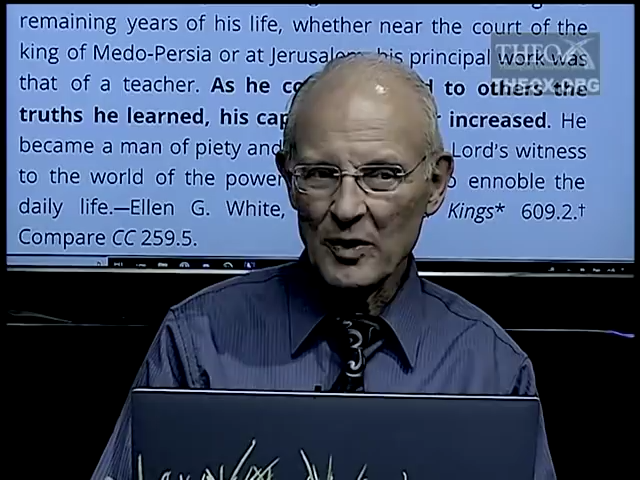 remaining years of his life, whether near the court of the
king of Medo-Persia or at Jerusalem, his principal work was
that of a teacher. As he to others the
truths he learned, his increased. He
became a man of piety and Lord's witness
to the world of the power ennoble the
daily life.—Ellen G. White, Kings* 609.2.†
Compare CC 259.5.
THEOX
THEOX.ORG